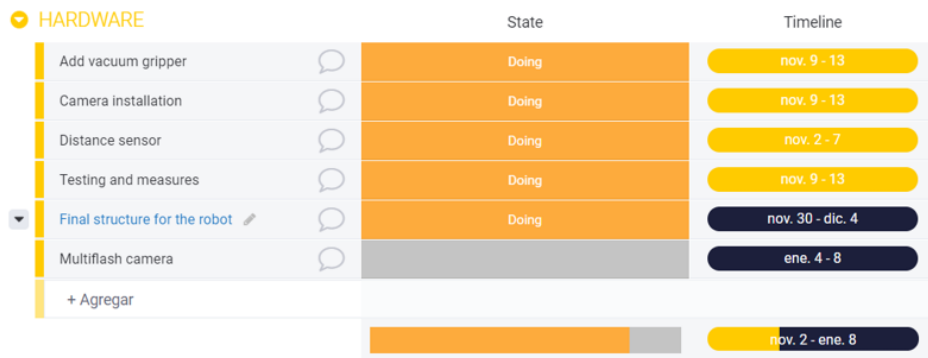 HARDWARE State Timeline
Add vacuum gripper Doing nov. 9 - 13
Camera installation Doing nov. 9 - 13
Distance sensor Doing nov. 2 - 7
Testing and measures Doing nov. 9 - 13
Final structure for the robot Doing nov. 30 - dic. 4
Multiflash camera ene. 4 - 8
+ Agregar
nov. 2 - ene. 8